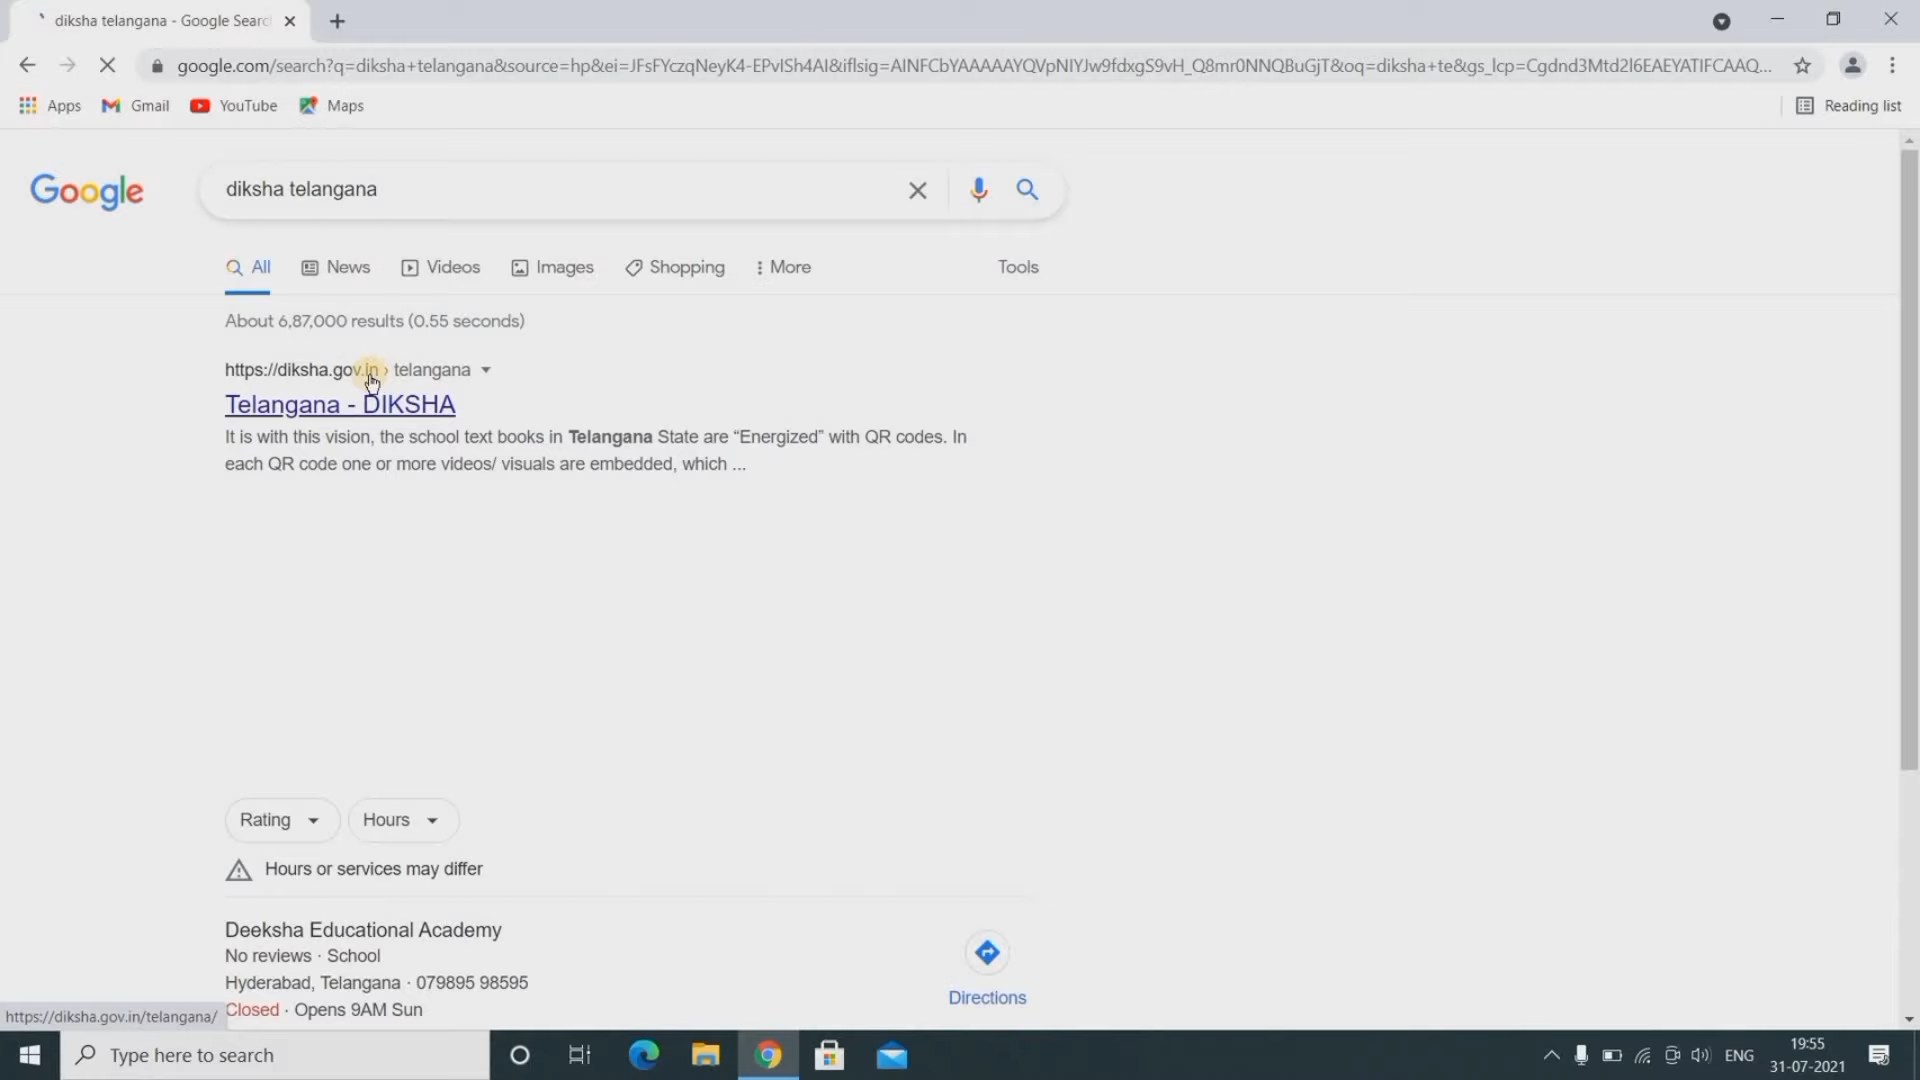 diksha telangana - Google Searc
google.com/search?q=diksha+telangana&source=hp&ei=JFsFYczqNeyK4-EPvISh4AI&iflsig=AINFCbYAAAAAYQVpNIYJw9fdxgS9vH_Q8mr0NNQBuGjT&oq=diksha+te&gs_lcp=Cgdnd3Mtd2l6EAEYATIFCAAQ...
Apps Gmail YouTube Maps Reading list
Google diksha telangana
All News Videos Images Shopping More Tools
About 6,87,000 results (0.55 seconds)
https://diksha.gov.in › telangana
Telangana - DIKSHA
It is with this vision, the school text books in Telangana State are “Energized” with QR codes. In
each QR code one or more videos/ visuals are embedded, which ...
Rating Hours
Hours or services may differ
Deeksha Educational Academy
No reviews · School
Hyderabad, Telangana · 079895 98595
Closed · Opens 9AM Sun
Directions
https://diksha.gov.in/telangana/
Type here to search
ENG
19:55
31-07-2021